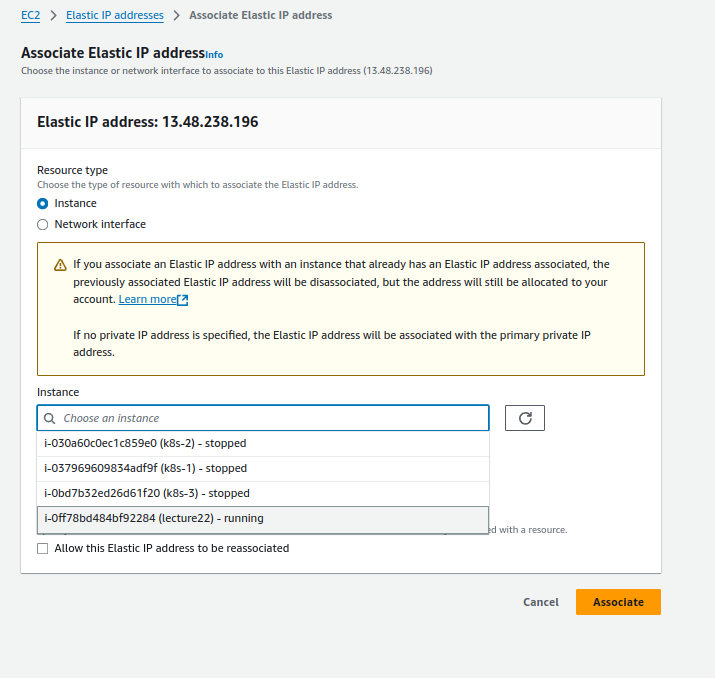 EC2 > Elastic IP addresses > Associate Elastic IP address
Associate Elastic IP address Info
Choose the instance or network interface to associate to this Elastic IP address (13.48.238.196)
Elastic IP address: 13.48.238.196
Resource type
Choose the type of resource with which to associate the Elastic IP address.
Instance
Network interface
If you associate an Elastic IP address with an instance that already has an Elastic IP address associated, the
previously associated Elastic IP address will be disassociated, but the address will still be allocated to your
account. Learn more
If no private IP address is specified, the Elastic IP address will be associated with the primary private IP
address.
Instance
Choose an instance
i-030a60c0ec1c859e0 (k8s-2) - stopped
i-037969609834adf9f (k8s-1) - stopped
i-0bd7b32ed26d61f20 (k8s-3) - stopped
i-0ff78bd484bf92284 (lecture22) - running
with a resource.
Allow this Elastic IP address to be reassociated
Cancel
Associate